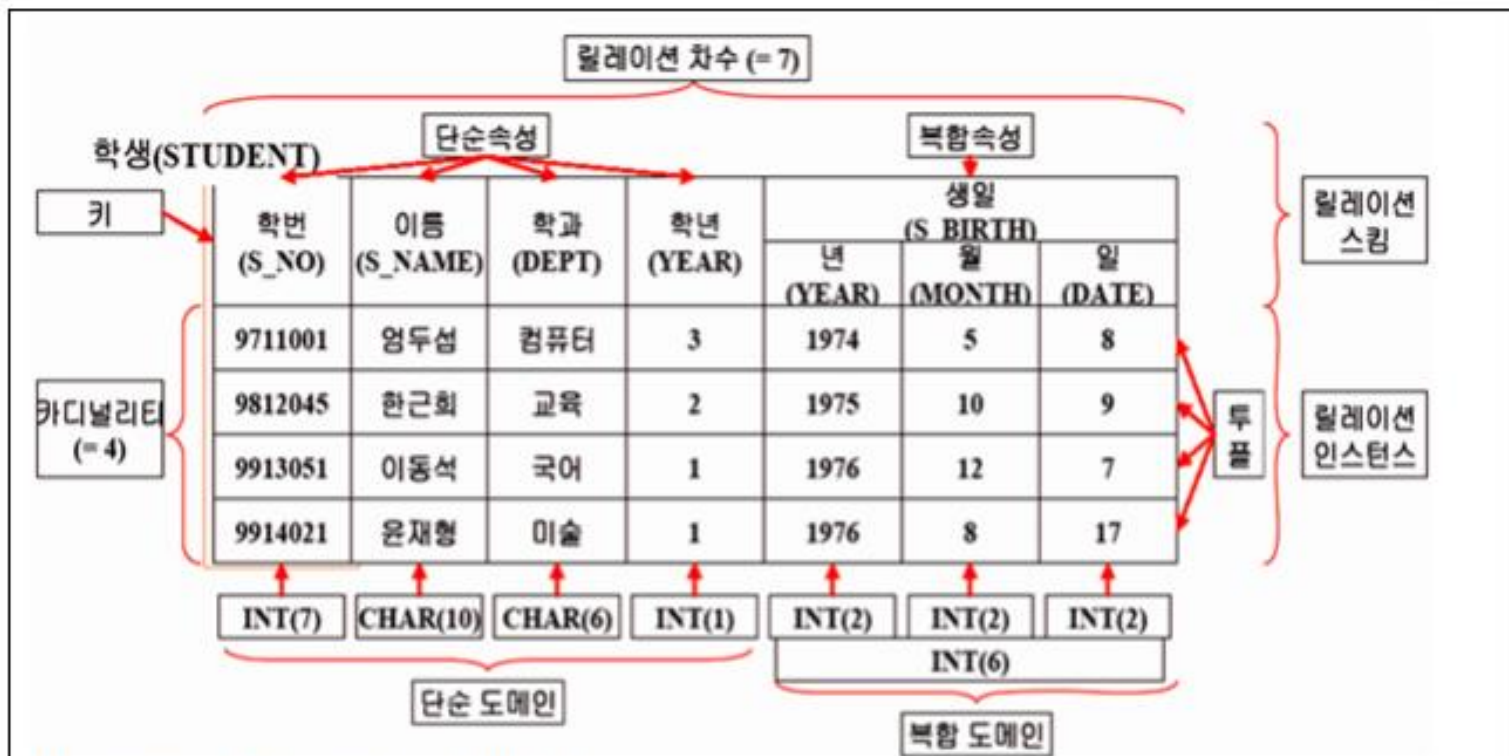 릴레이션 차수 (= 7)
단순속성
복합속성
학생(STUDENT)
키
학번
(S_NO)
이름
(S_NAME)
학과
(DEPT)
학년
(YEAR)
생일
(S_BIRTH)
년
(YEAR)
월
(MONTH)
일
(DATE)
릴레이션
스킴
9711001 엄두섭 컴퓨터 3 1974 5 8
9812045 한근희 교육 2 1975 10 9
9913051 이동석 국어 1 1976 12 7
9914021 윤재형 미술 1 1976 8 17
카디널리티
(= 4)
투
플
릴레이션
인스턴스
INT(7) CHAR(10) CHAR(6) INT(1) INT(2) INT(2) INT(2)
INT(6)
단순 도메인
복합 도메인